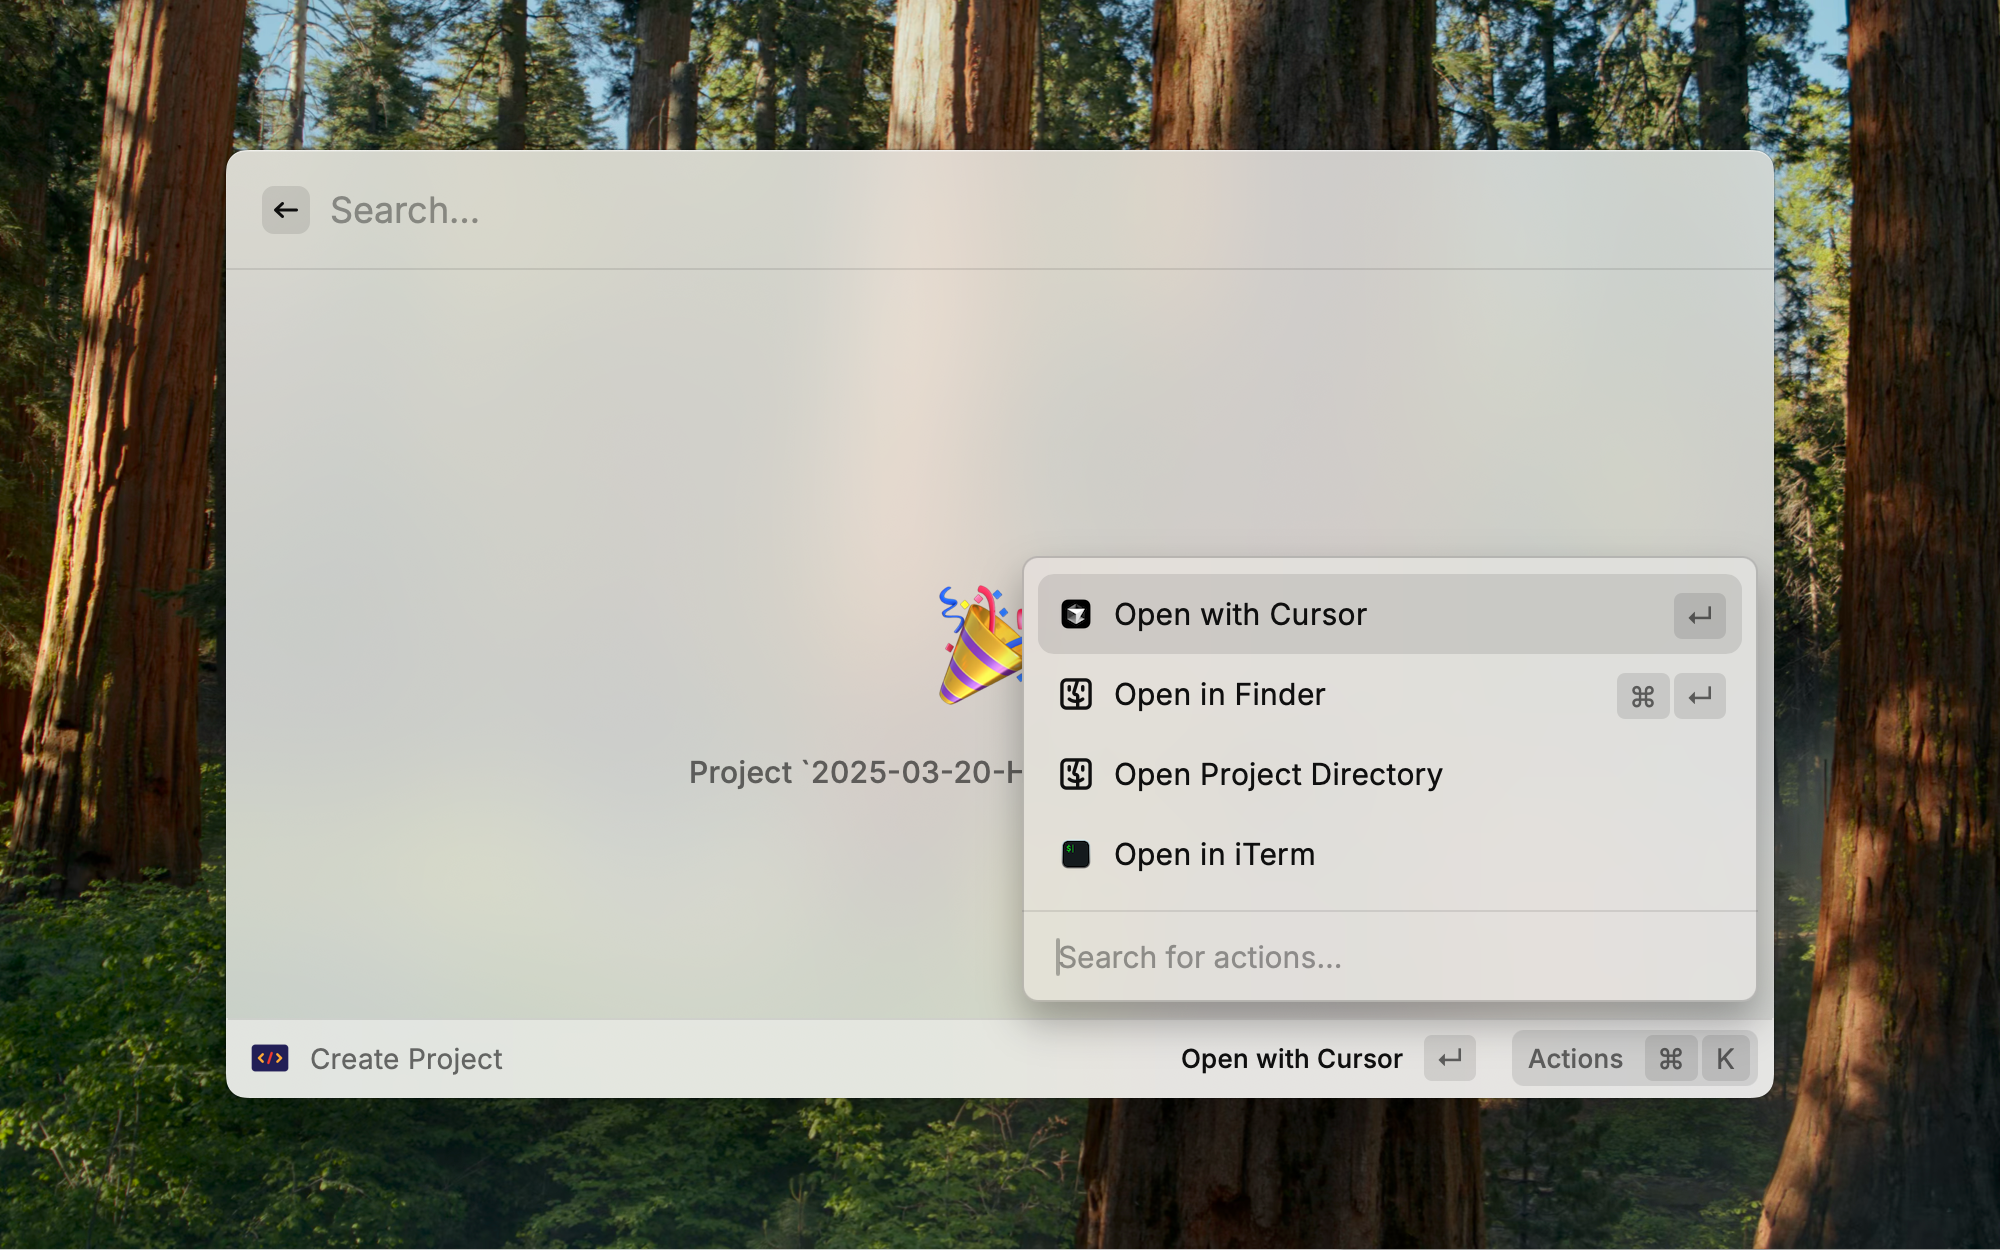 Search...
Open with Cursor
Open in Finder
⌘
Project `2025-03-20-
Open Project Directory
$
Open in iTerm
Search for actions...
</> Create Project
Open with Cursor
Actions ⌘ K